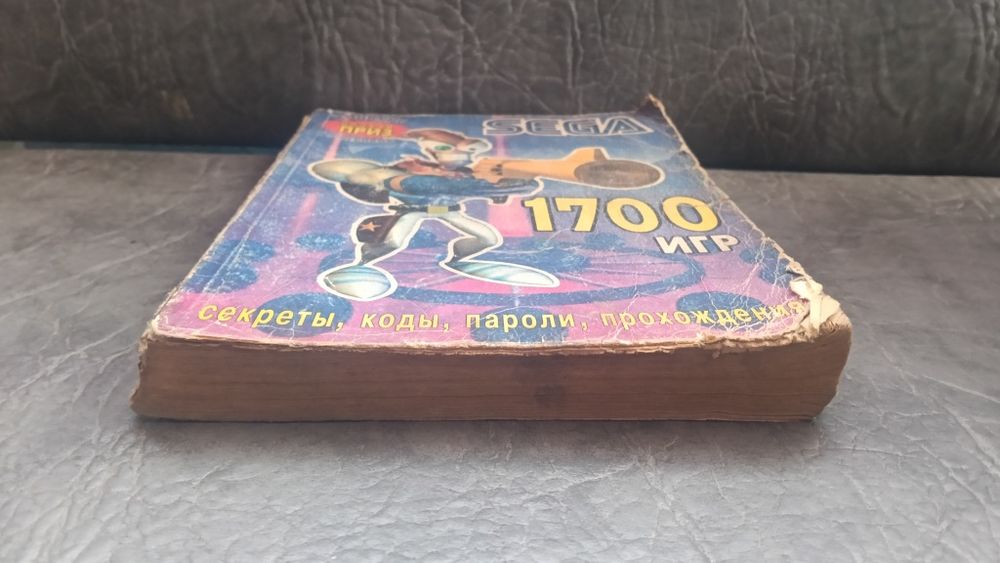 ПРИЗ
SEGA
1700
ИГР
секреты, коды, пароли, прохождения